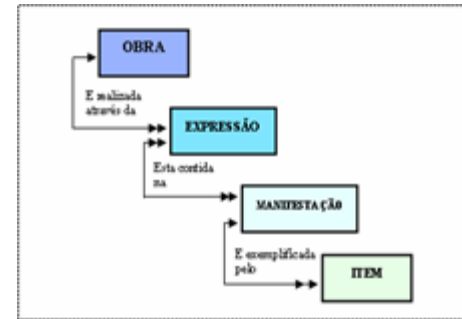 OBRA
E realizada
através da
EXPRESSÃO
Esta contida
na
MANIFESTAÇÃO
E exemplificada
pelo
ITEM